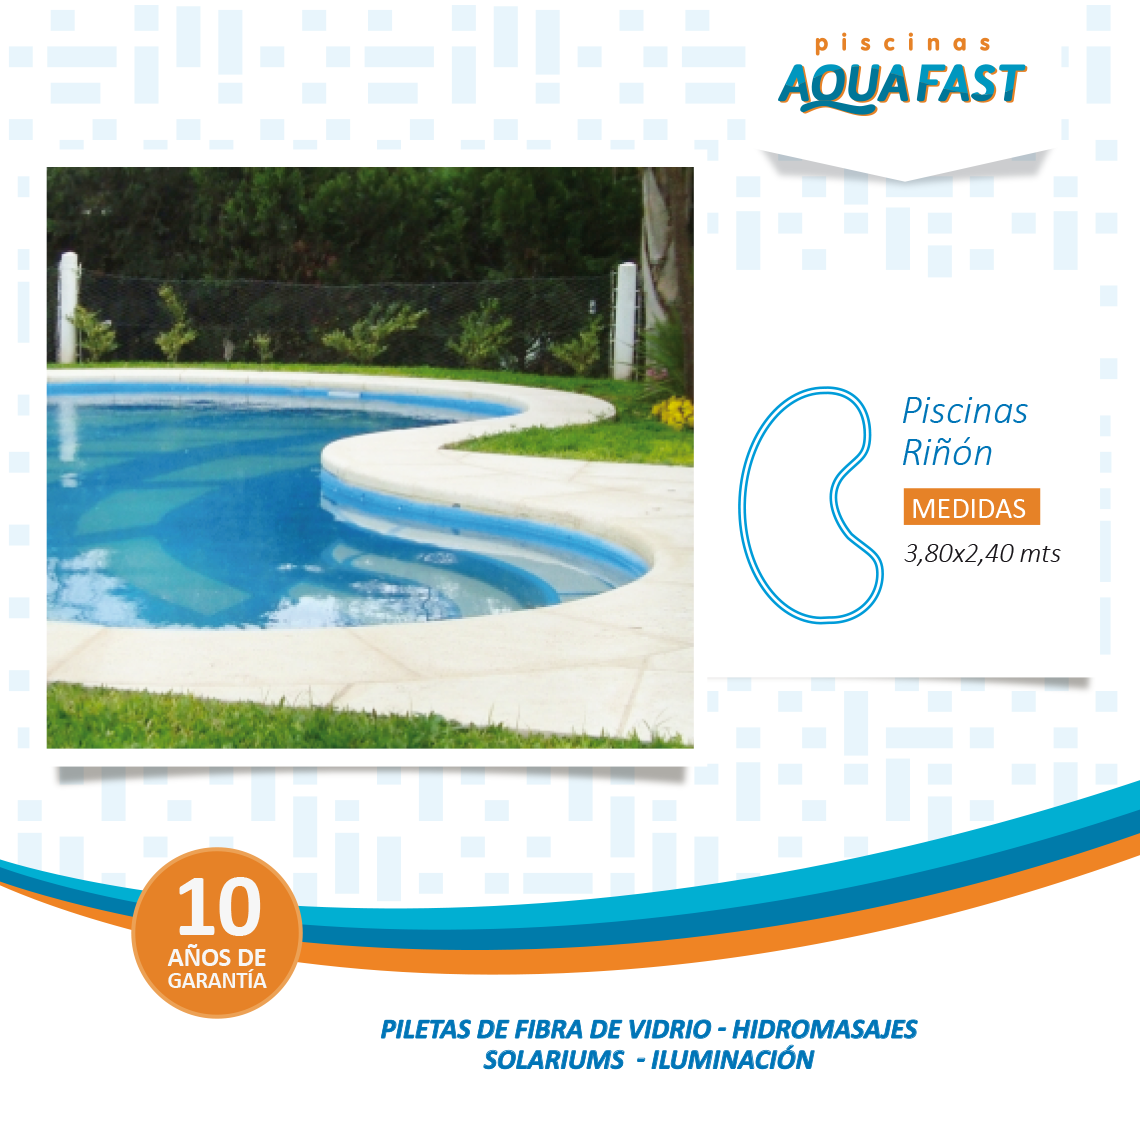 piscinas
AQUA FAST
Piscinas
Riñón
MEDIDAS
3,80x2,40 mts
10
AÑOS DE
GARANTÍA
PILETAS DE FIBRA DE VIDRIO - HIDROMASAJES
SOLARIUMS - ILUMINACIÓN